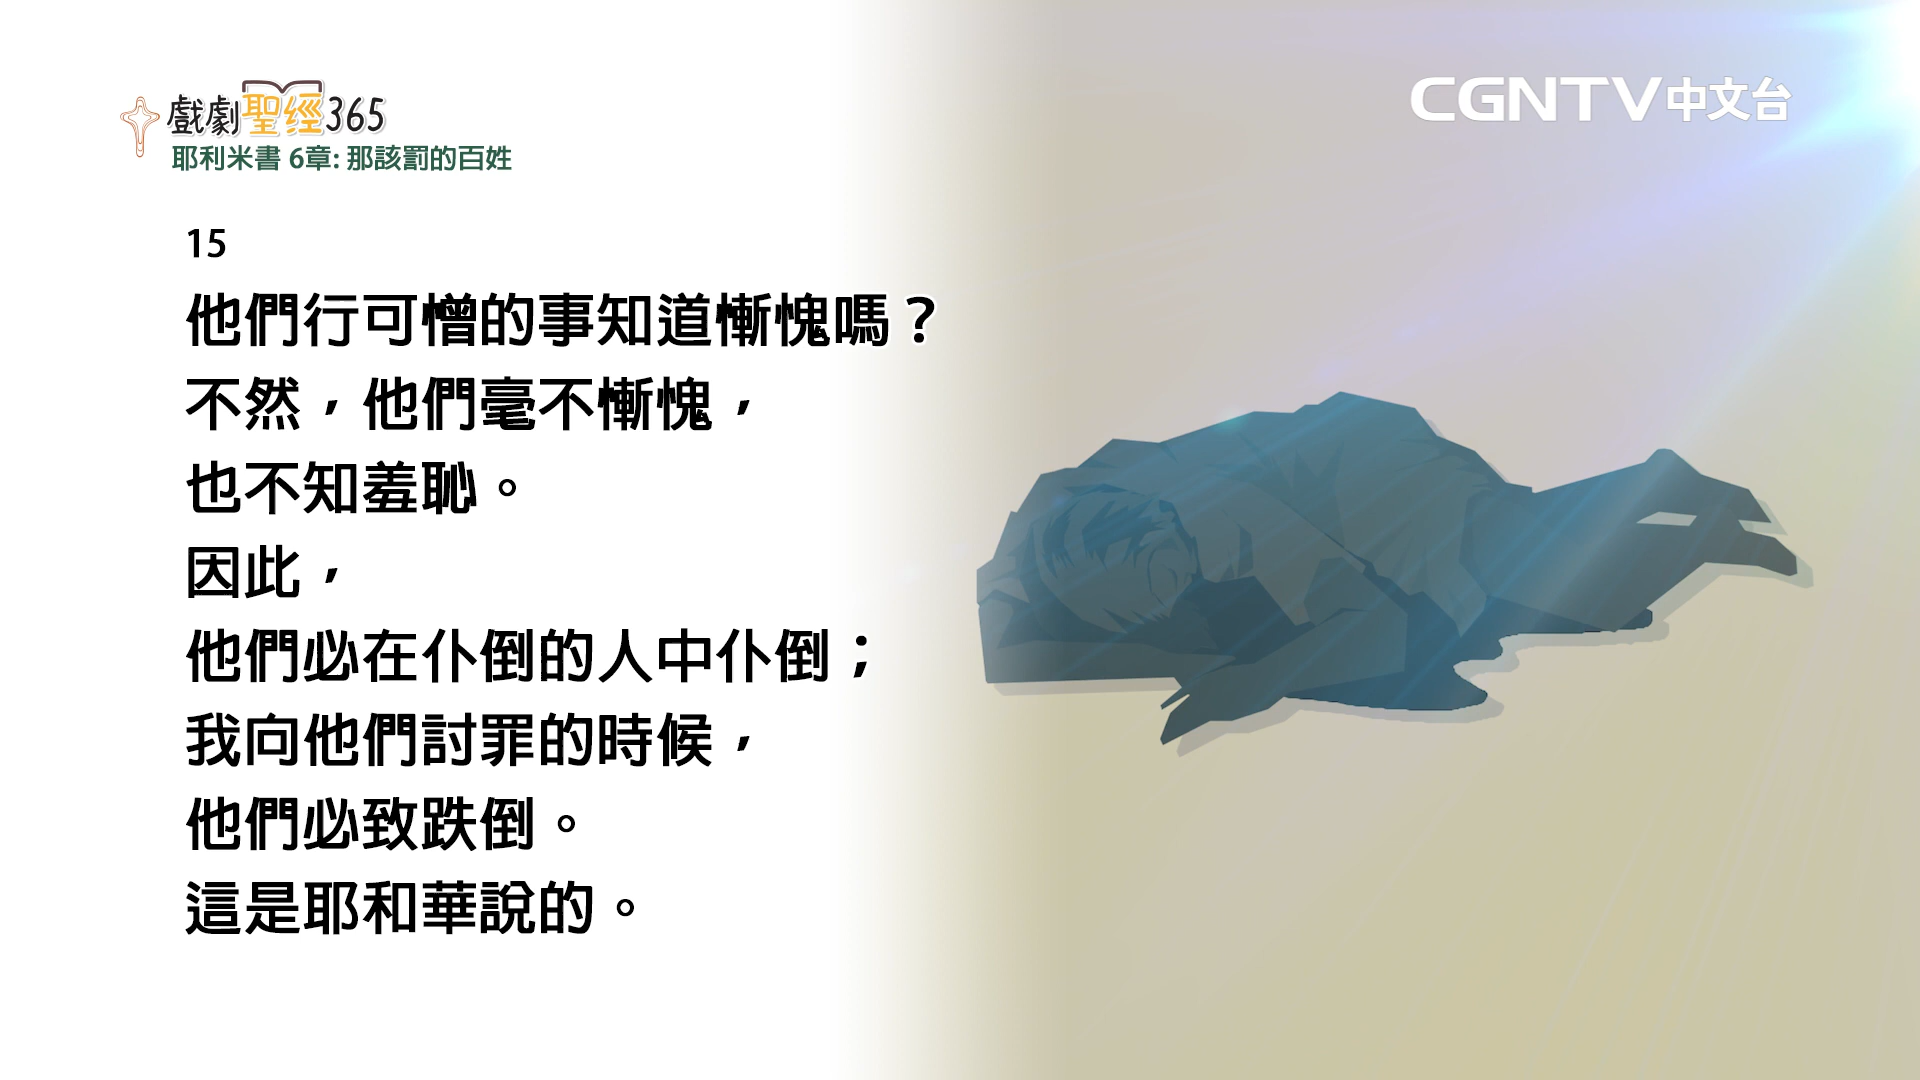 戲劇聖經365
耶利米書 6章: 那該罰的百姓
CGNTV中文台
15
他們行可憎的事知道慚愧嗎？
不然，他們毫不慚愧，
也不知羞恥。
因此，
他們必在仆倒的人中仆倒；
我向他們討罪的時候，
他們必致跌倒。
這是耶和華說的。